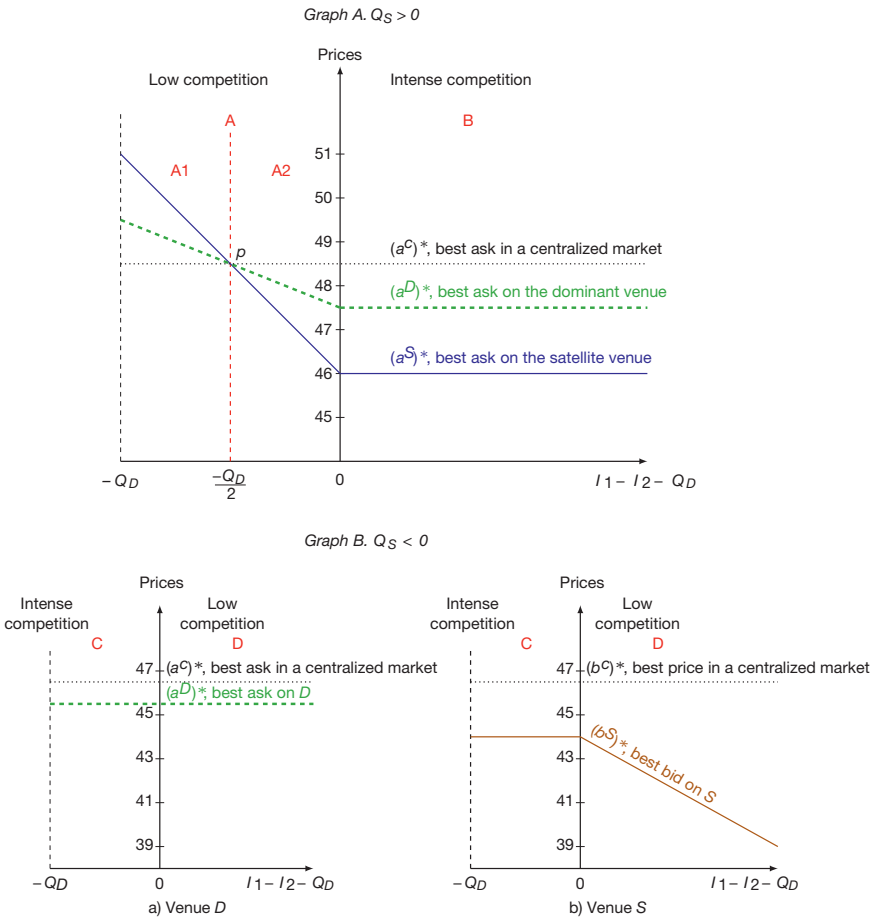 Graph A. QS > 0
Prices
Low competition
Intense competition
A
B
A1
A2
51
50
49
48
47
46
45
p
(aC)*, best ask in a centralized market
(aD)*, best ask on the dominant venue
(aS)*, best ask on the satellite venue
−QD
−QD
2
0
I1 − I2 − QD
Graph B. QS < 0
Prices
Intense
competition
Low
competition
C
D
47
45
43
41
39
(aC)*, best ask in a centralized market
(aD)*, best ask on D
−QD
0
I1 − I2 − QD
a) Venue D
Prices
Intense
competition
Low
competition
C
D
47
45
43
41
39
(bC)*, best price in a centralized market
(bS)*, best bid on S
−QD
0
I1 − I2 − QD
b) Venue S